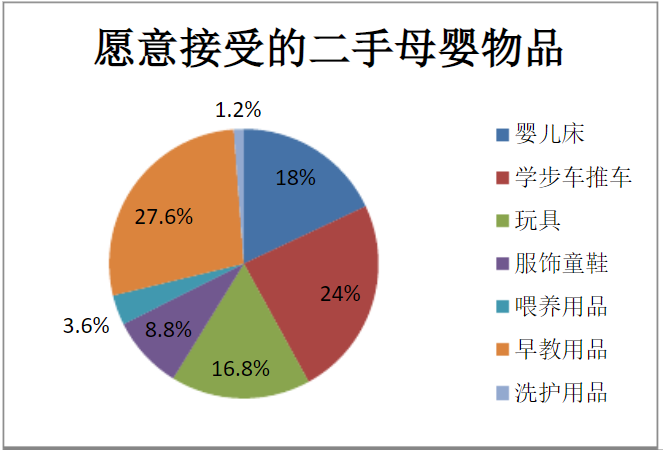 愿意接受的二手母婴物品
1.2%
18%
27.6%
24%
3.6%
8.8%
16.8%
婴儿床
学步车推车
玩具
服饰童鞋
喂养用品
早教用品
洗护用品